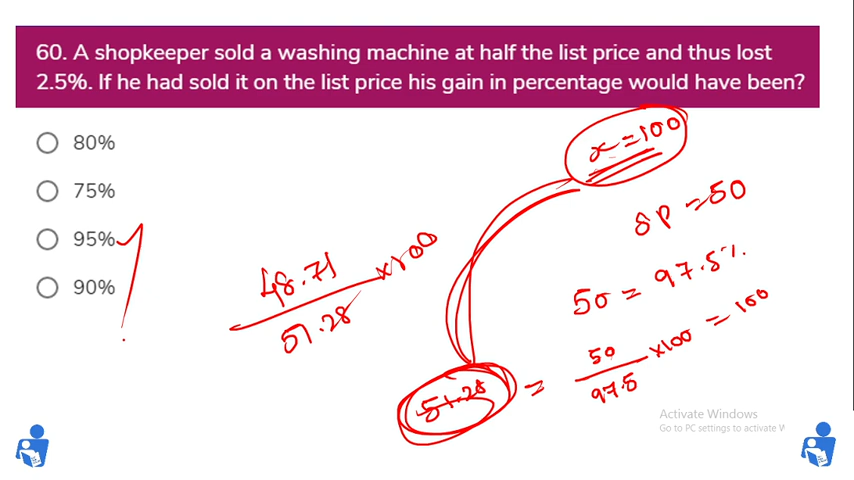 60. A shopkeeper sold a washing machine at half the list price and thus lost
2.5%. If he had sold it on the list price his gain in percentage would have been?
80%
75%
95%
90%
x=100
SP = 50
50 = 97.5%
48.71
51.28
×100
51.28 = 50/97.5 ×100 = 100
Activate Windows
Go to PC settings to activate W